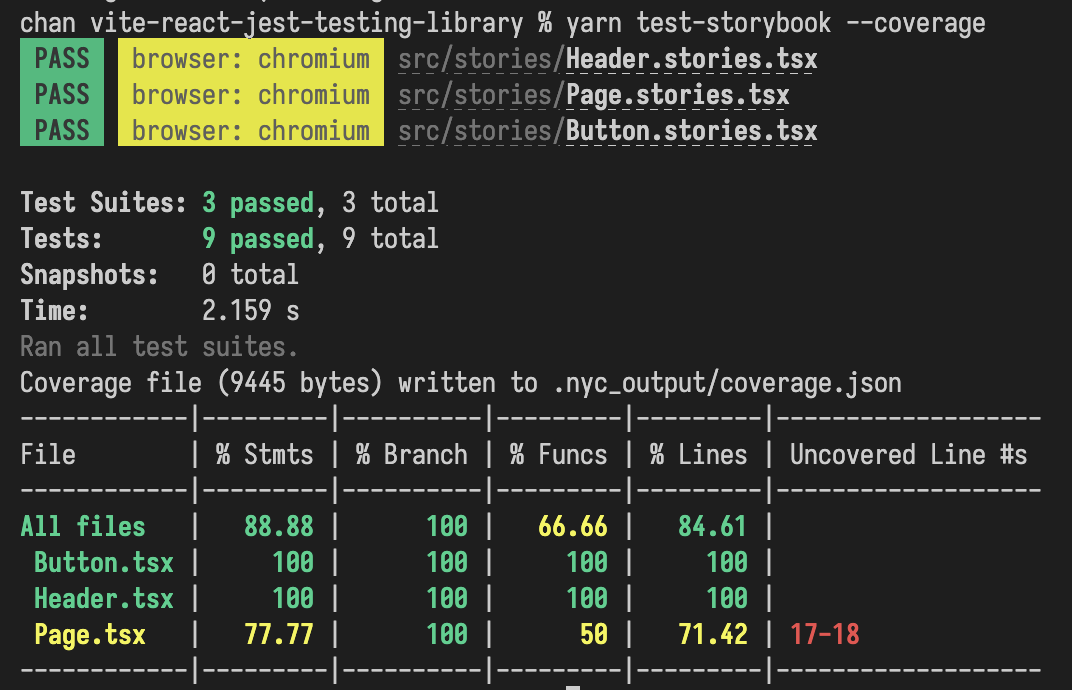 chan vite-react-jest-testing-library % yarn test-storybook --coverage
PASS browser: chromium src/stories/Header.stories.tsx
PASS browser: chromium src/stories/Page.stories.tsx
PASS browser: chromium src/stories/Button.stories.tsx
Test Suites: 3 passed, 3 total
Tests: 9 passed, 9 total
Snapshots: 0 total
Time: 2.159 s
Ran all test suites.
Coverage file (9445 bytes) written to .nyc_output/coverage.json
------------|---------|----------|---------|---------|-------------------
File | % Stmts | % Branch | % Funcs | % Lines | Uncovered Line #s
------------|---------|----------|---------|---------|-------------------
All files | 88.88 | 100 | 66.66 | 84.61 |
Button.tsx | 100 | 100 | 100 | 100 |
Header.tsx | 100 | 100 | 100 | 100 |
Page.tsx | 77.77 | 100 | 50 | 71.42 | 17-18
------------|---------|----------|---------|---------|-------------------